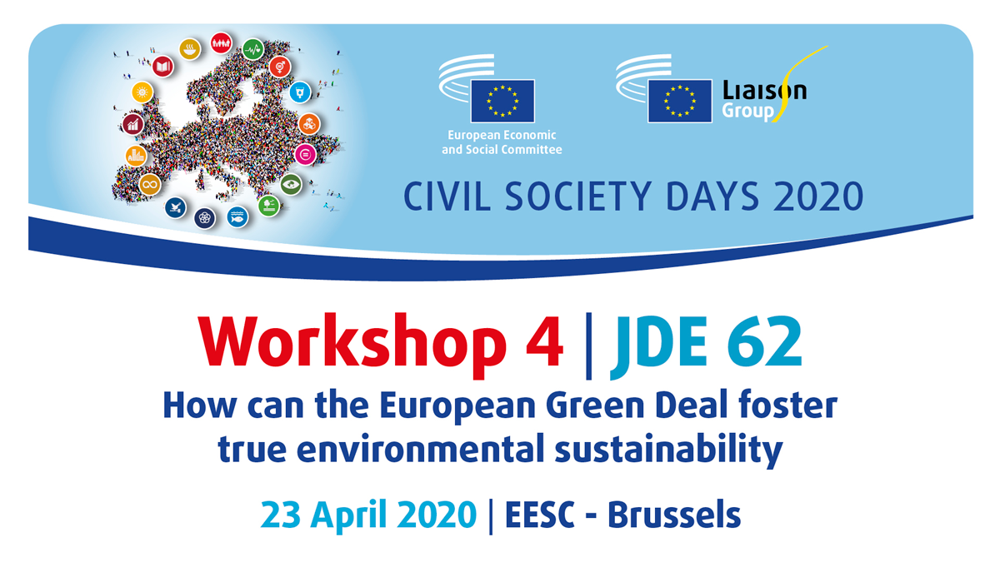 European Economic
and Social Committee
Liaison
Group
CIVIL SOCIETY DAYS 2020
Workshop 4 | JDE 62
How can the European Green Deal foster
true environmental sustainability
23 April 2020 | EESC - Brussels